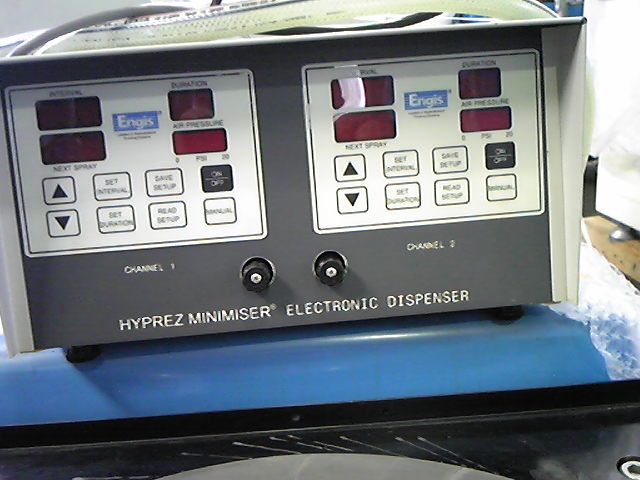 INTERVAL
DURATION
Engis®
AIR PRESSURE
NEXT SPRAY
0 PSI 20
SET INTERVAL
SAVE SETUP
ON OFF
SET DURATION
READ SETUP
MANUAL
CHANNEL 1
DURATION
Engis
AIR PRESSURE
NEXT SPRAY
0 PSI 20
SET INTERVAL
SAVE SETUP
ON OFF
SET DURATION
READ SETUP
MANUAL
CHANNEL 2
HYPREZ MINIMISER® ELECTRONIC DISPENSER